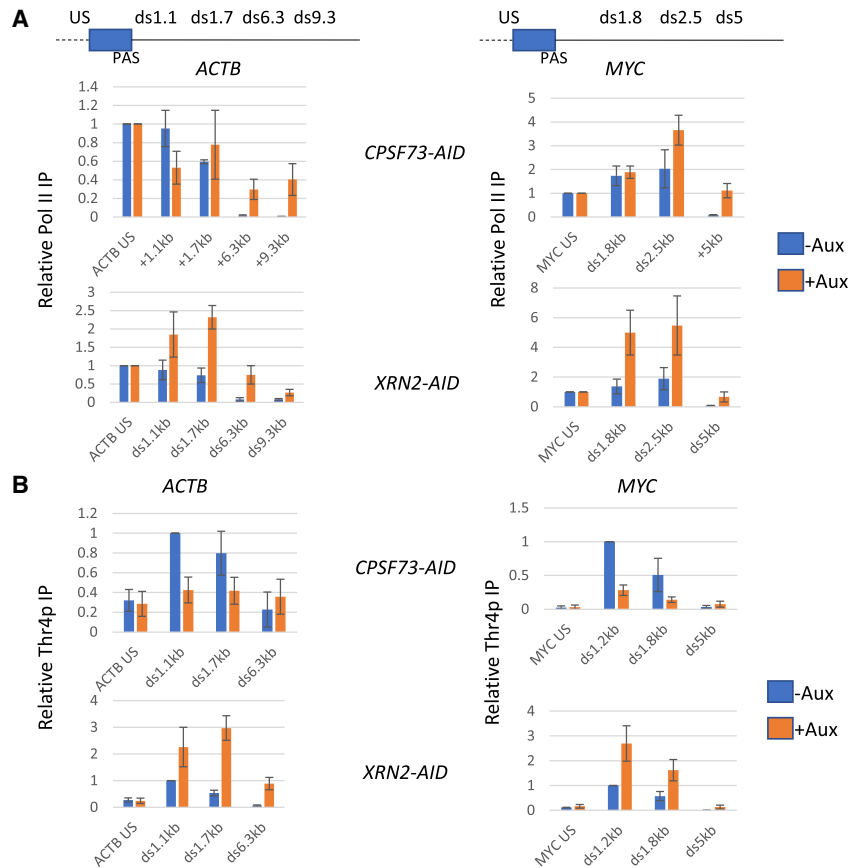 A
US ds1.1 ds1.7 ds6.3 ds9.3
PAS
US ds1.8 ds2.5 ds5
PAS
ACTB
MYC
Relative Pol II IP
1.4
1.2
1
0.8
0.6
0.4
0.2
0
ACTB US +1.1kb +1.7kb +6.3kb +9.3kb
CPSF73-AID
Relative Pol II IP
5
4
3
2
1
0
MYC US ds1.8kb ds2.5kb +5kb
-Aux
+Aux
3
2.5
2
1.5
1
0.5
0
ACTB US ds1.1kb ds1.7kb ds6.3kb ds9.3kb
XRN2-AID
8
6
4
2
0
MYC US ds1.8kb ds2.5kb ds5kb
B
ACTB
MYC
Relative Thr4p IP
1.2
1
0.8
0.6
0.4
0.2
0
ACTB US ds1.1kb ds1.7kb ds6.3kb
CPSF73-AID
Relative Thr4p IP
1.5
1
0.5
0
MYC US ds1.2kb ds1.8kb ds5kb
-Aux
+Aux
4
3
2
1
0
ACTB US ds1.1kb ds1.7kb ds6.3kb
XRN2-AID
4
3
2
1
0
MYC US ds1.2kb ds1.8kb ds5kb